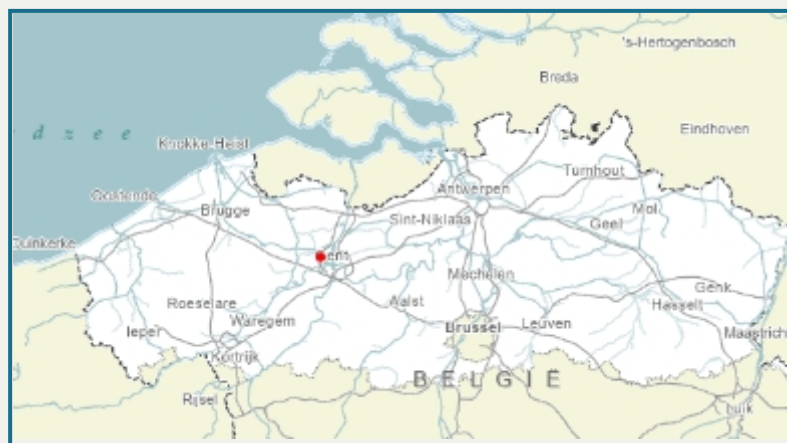 's-Hertogenbosch
Breda
d z e e
Eindhoven
Knokke-Heist
Turnhout
Antwerpen
Oostende
Mol
Brugge
Sint-Niklaas
Geel
Duinkerke
Mechelen
Genk
Roeselare
Aalst
Hasselt
Waregem
Brussel
Leuven
Ieper
Maastrich
Kortrijk
BELGIË
Rijsel
Luik